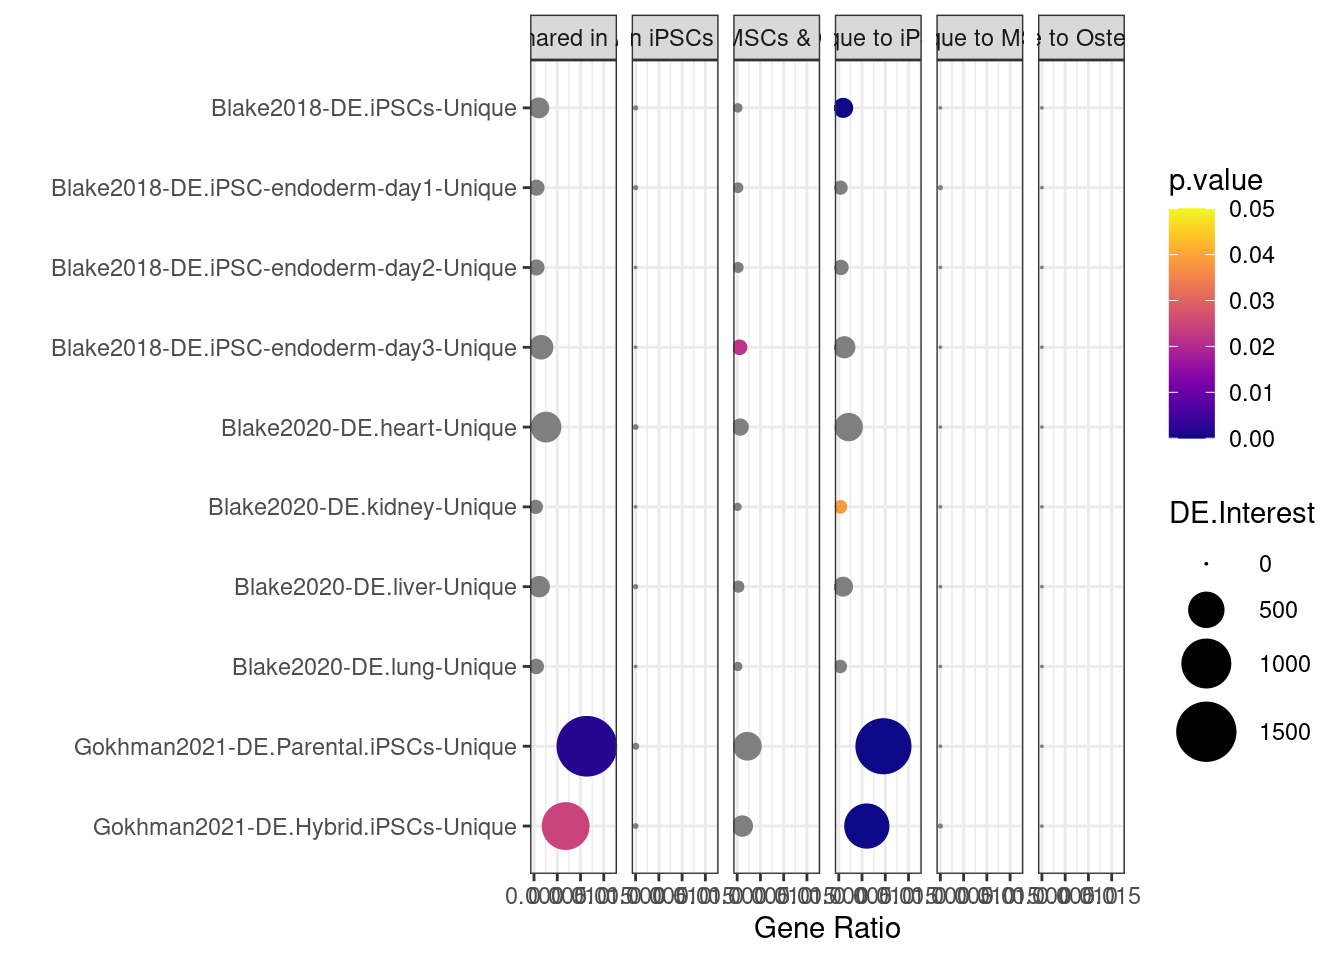 hared in
n iPSCs
MSCs &
que to iP
que to M
to Oste
Blake2018-DE.iPSCs-Unique
Blake2018-DE.iPSC-endoderm-day1-Unique
Blake2018-DE.iPSC-endoderm-day2-Unique
Blake2018-DE.iPSC-endoderm-day3-Unique
Blake2020-DE.heart-Unique
Blake2020-DE.kidney-Unique
Blake2020-DE.liver-Unique
Blake2020-DE.lung-Unique
Gokhman2021-DE.Parental.iPSCs-Unique
Gokhman2021-DE.Hybrid.iPSCs-Unique
Gene Ratio
p.value
0.05
0.04
0.03
0.02
0.01
0.00
DE.Interest
0
500
1000
1500